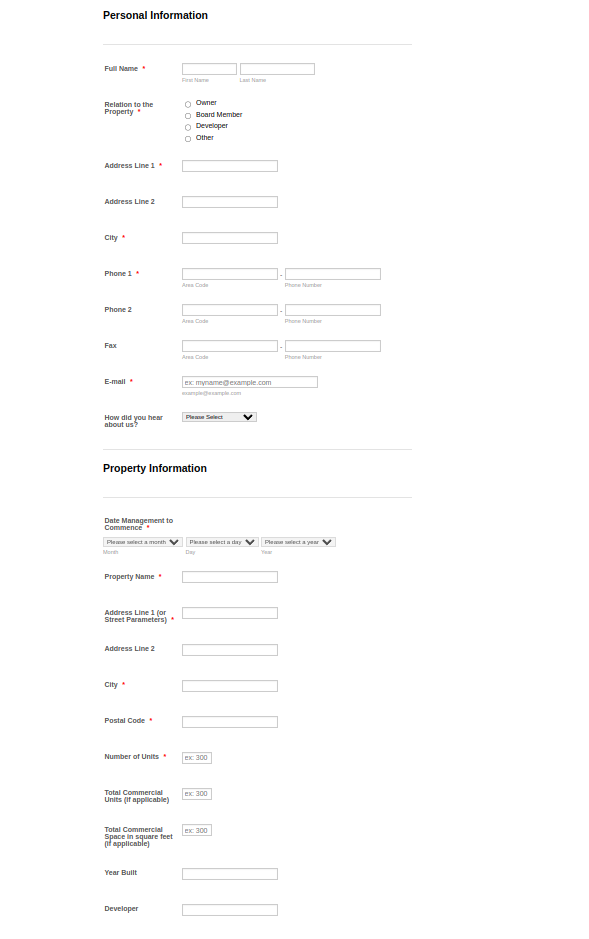 Personal Information
Full Name *
First Name Last Name
Relation to the
Property *
Owner
Board Member
Developer
Other
Address Line 1 *
Address Line 2
City *
Phone 1 * -
Area Code Phone Number
Phone 2 -
Area Code Phone Number
Fax -
Area Code Phone Number
E-mail * ex: myname@example.com
example@example.com
How did you hear
about us?
Please Select
Property Information
Date Management to
Commence *
Please select a month Please select a day Please select a year
Month Day Year
Property Name *
Address Line 1 (or
Street Parameters) *
Address Line 2
City *
Postal Code *
Number of Units * ex: 300
Total Commercial
Units (if applicable)
ex: 300
Total Commercial
Space in square feet
(if applicable)
ex: 300
Year Built
Developer